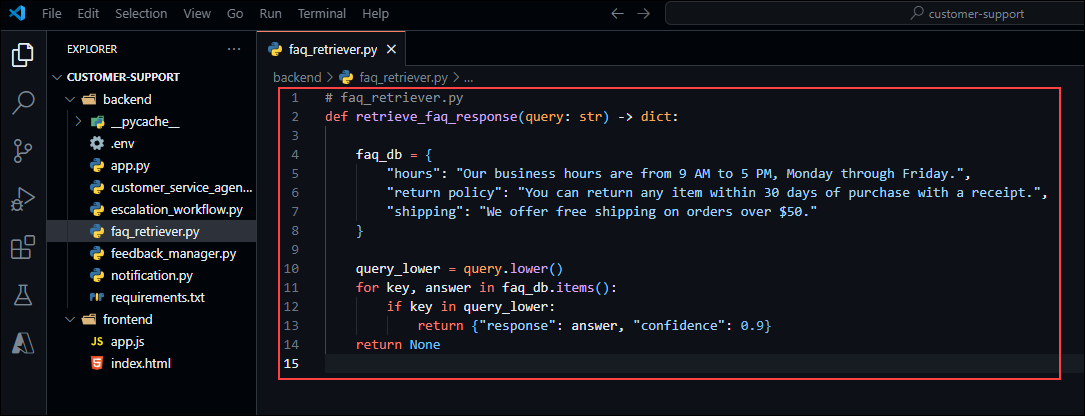 File Edit View Go Run Terminal Help
customer-support
EXPLORER
faq_retriever.py
CUSTOMER-SUPPORT
backend > faq_retriever.py > ...
backend
__pycache__
.env
app.py
customer_service_agen...
escalation_workflow.py
faq_retriever.py
feedback_manager.py
notification.py
requirements.txt
frontend
JS app.js
index.html
1 # faq_retriever.py
2 def retrieve_faq_response(query: str) -> dict:
3
4 faq_db = {
5 "hours": "Our business hours are from 9 AM to 5 PM, Monday through Friday.",
6 "return policy": "You can return any item within 30 days of purchase with a receipt.",
7 "shipping": "We offer free shipping on orders over $50."
8 }
9
10 query_lower = query.lower()
11 for key, answer in faq_db.items():
12 if key in query_lower:
13 return {"response": answer, "confidence": 0.9}
14 return None
15